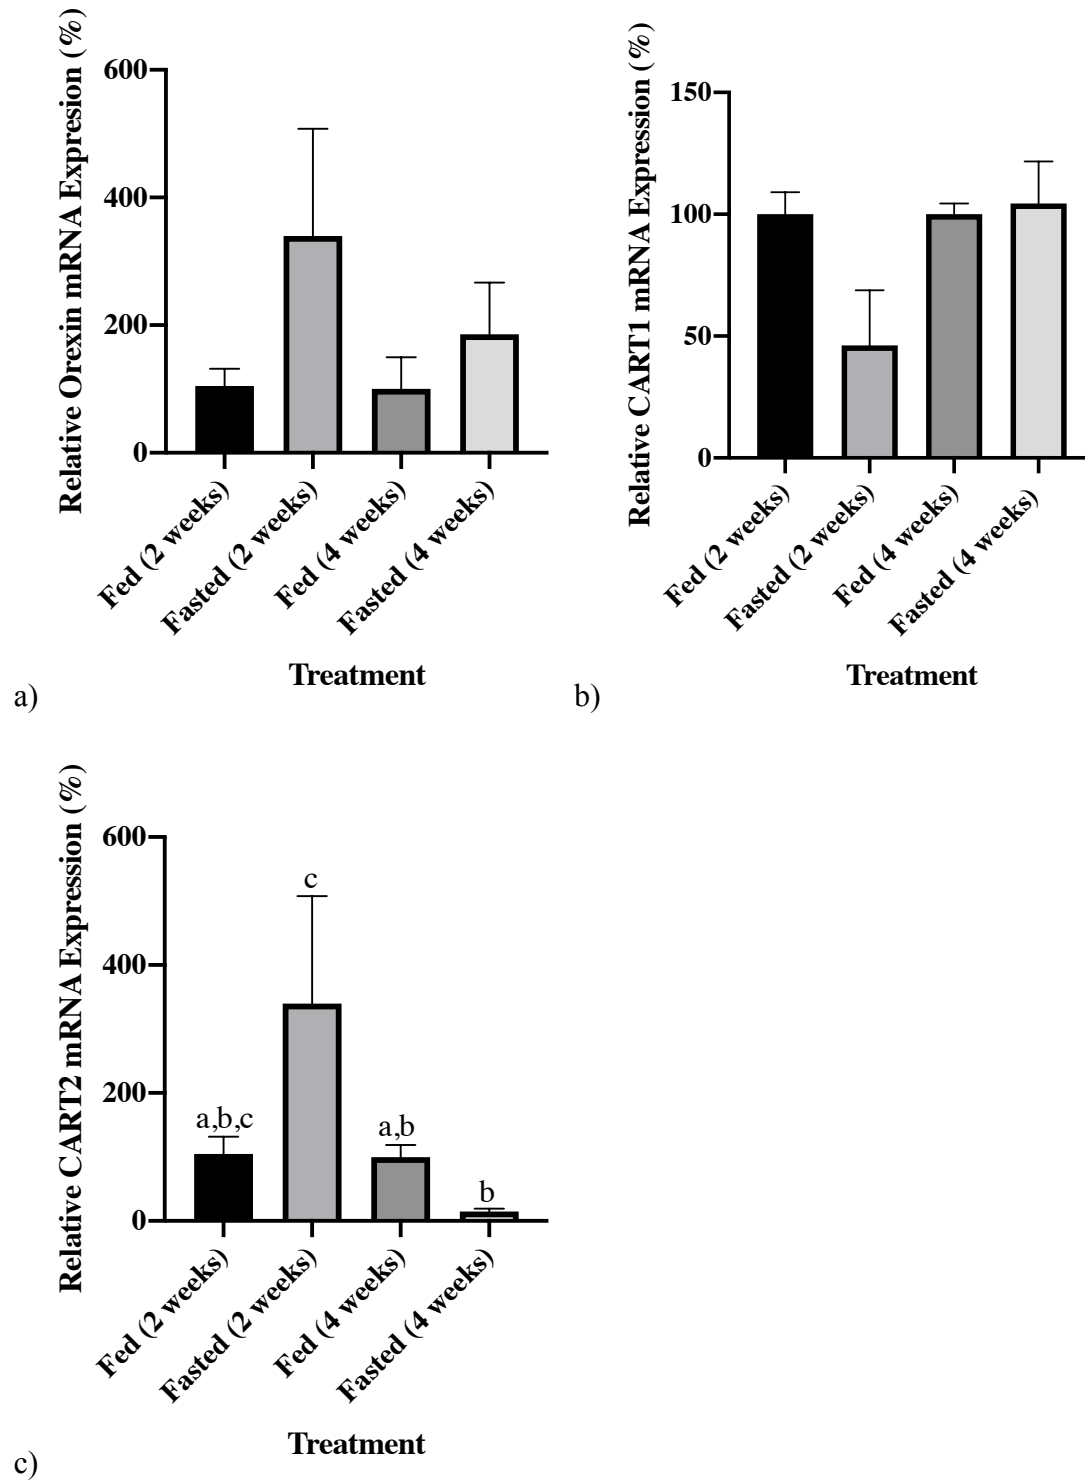 Relative Orexin mRNA Expresion (%)
600
400
200
0
Fed (2 weeks)
Fasted (2 weeks)
Fed (4 weeks)
Fasted (4 weeks)
Treatment
a)
Relative CART1 mRNA Expression (%)
150
100
50
0
Fed (2 weeks)
Fasted (2 weeks)
Fed (4 weeks)
Fasted (4 weeks)
Treatment
b)
Relative CART2 mRNA Expression (%)
600
400
200
0
a,b,c
c
a,b
b
Fed (2 weeks)
Fasted (2 weeks)
Fed (4 weeks)
Fasted (4 weeks)
Treatment
c)